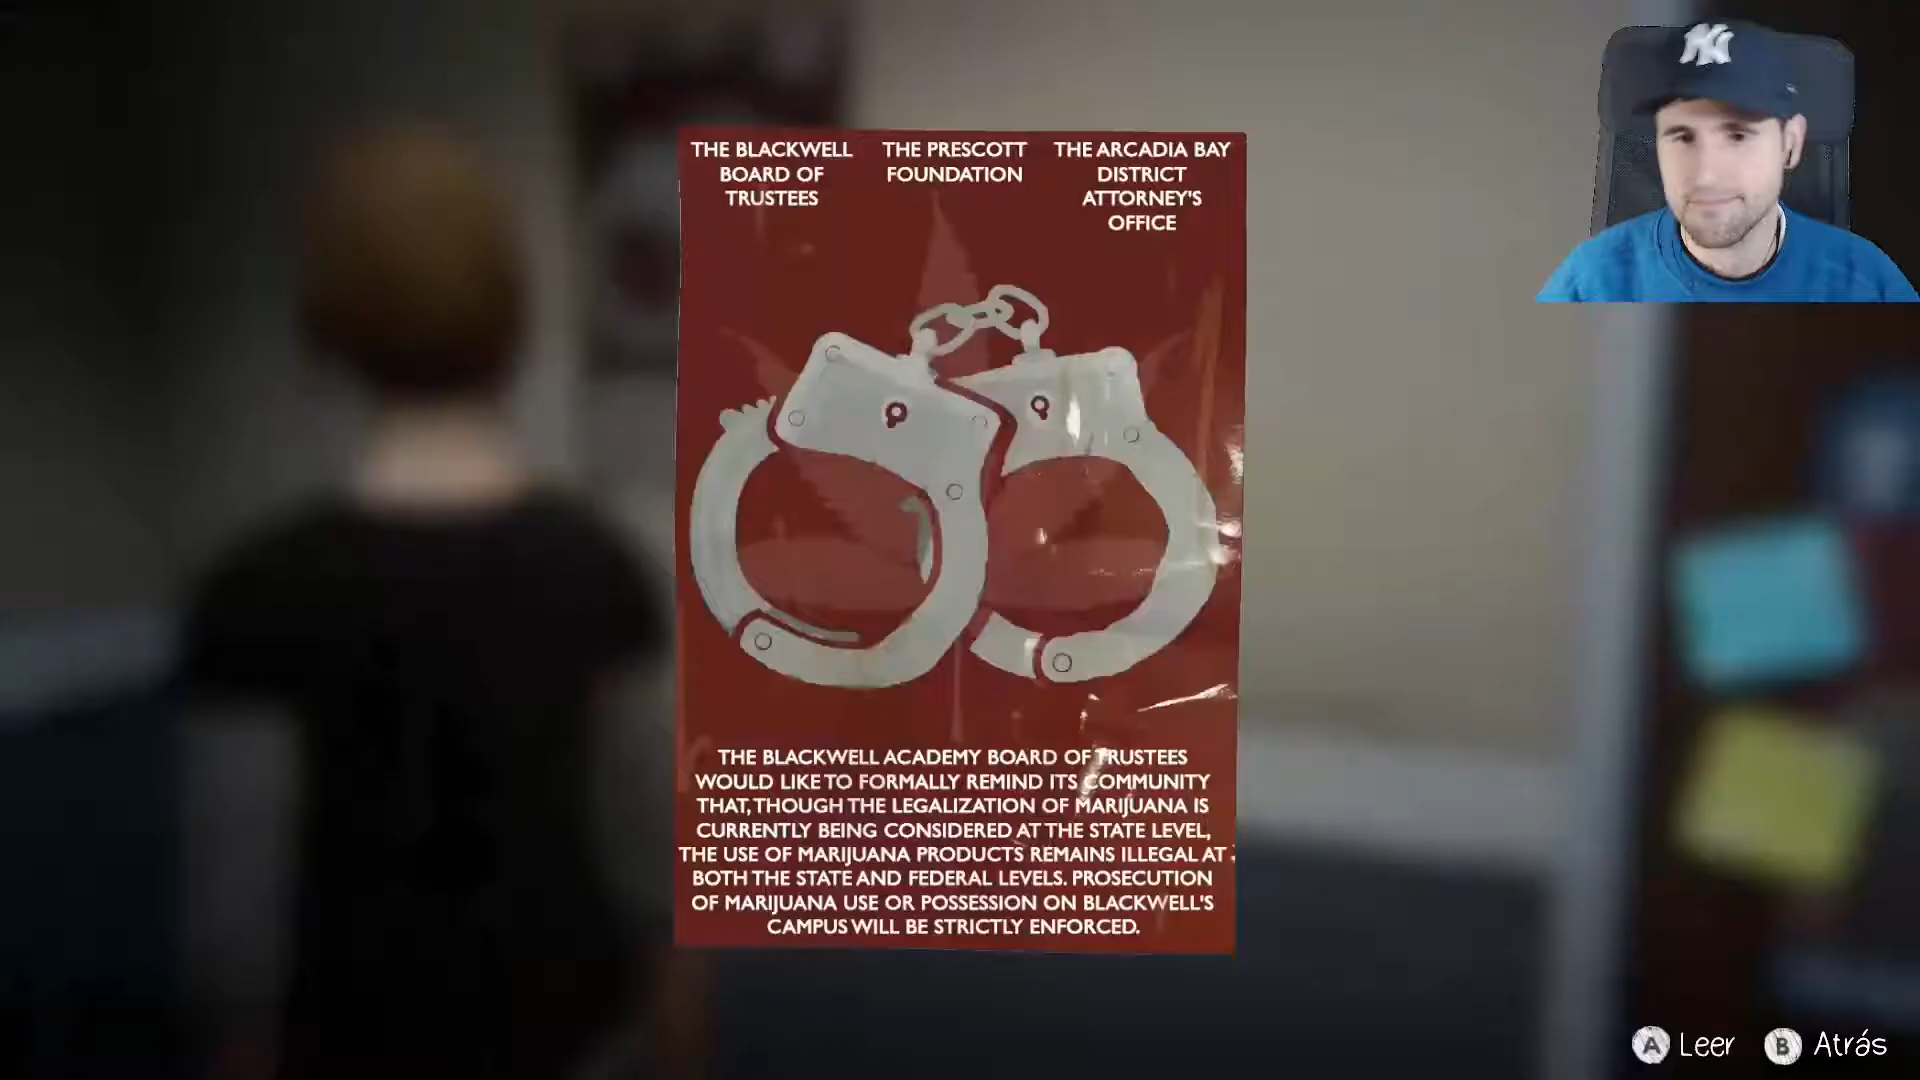 NY
THE BLACKWELL
BOARD OF
TRUSTEES
THE PRESCOTT
FOUNDATION
THE ARCADIA BAY
DISTRICT
ATTORNEY'S
OFFICE
THE BLACKWELL ACADEMY BOARD OF TRUSTEES
WOULD LIKE TO FORMALLY REMIND ITS COMMUNITY
THAT, THOUGH THE LEGALIZATION OF MARIJUANA IS
CURRENTLY BEING CONSIDERED AT THE STATE LEVEL,
THE USE OF MARIJUANA PRODUCTS REMAINS ILLEGAL AT
BOTH THE STATE AND FEDERAL LEVELS. PROSECUTION
OF MARIJUANA USE OR POSSESSION ON BLACKWELL'S
CAMPUS WILL BE STRICTLY ENFORCED.
A Leer B Atrás